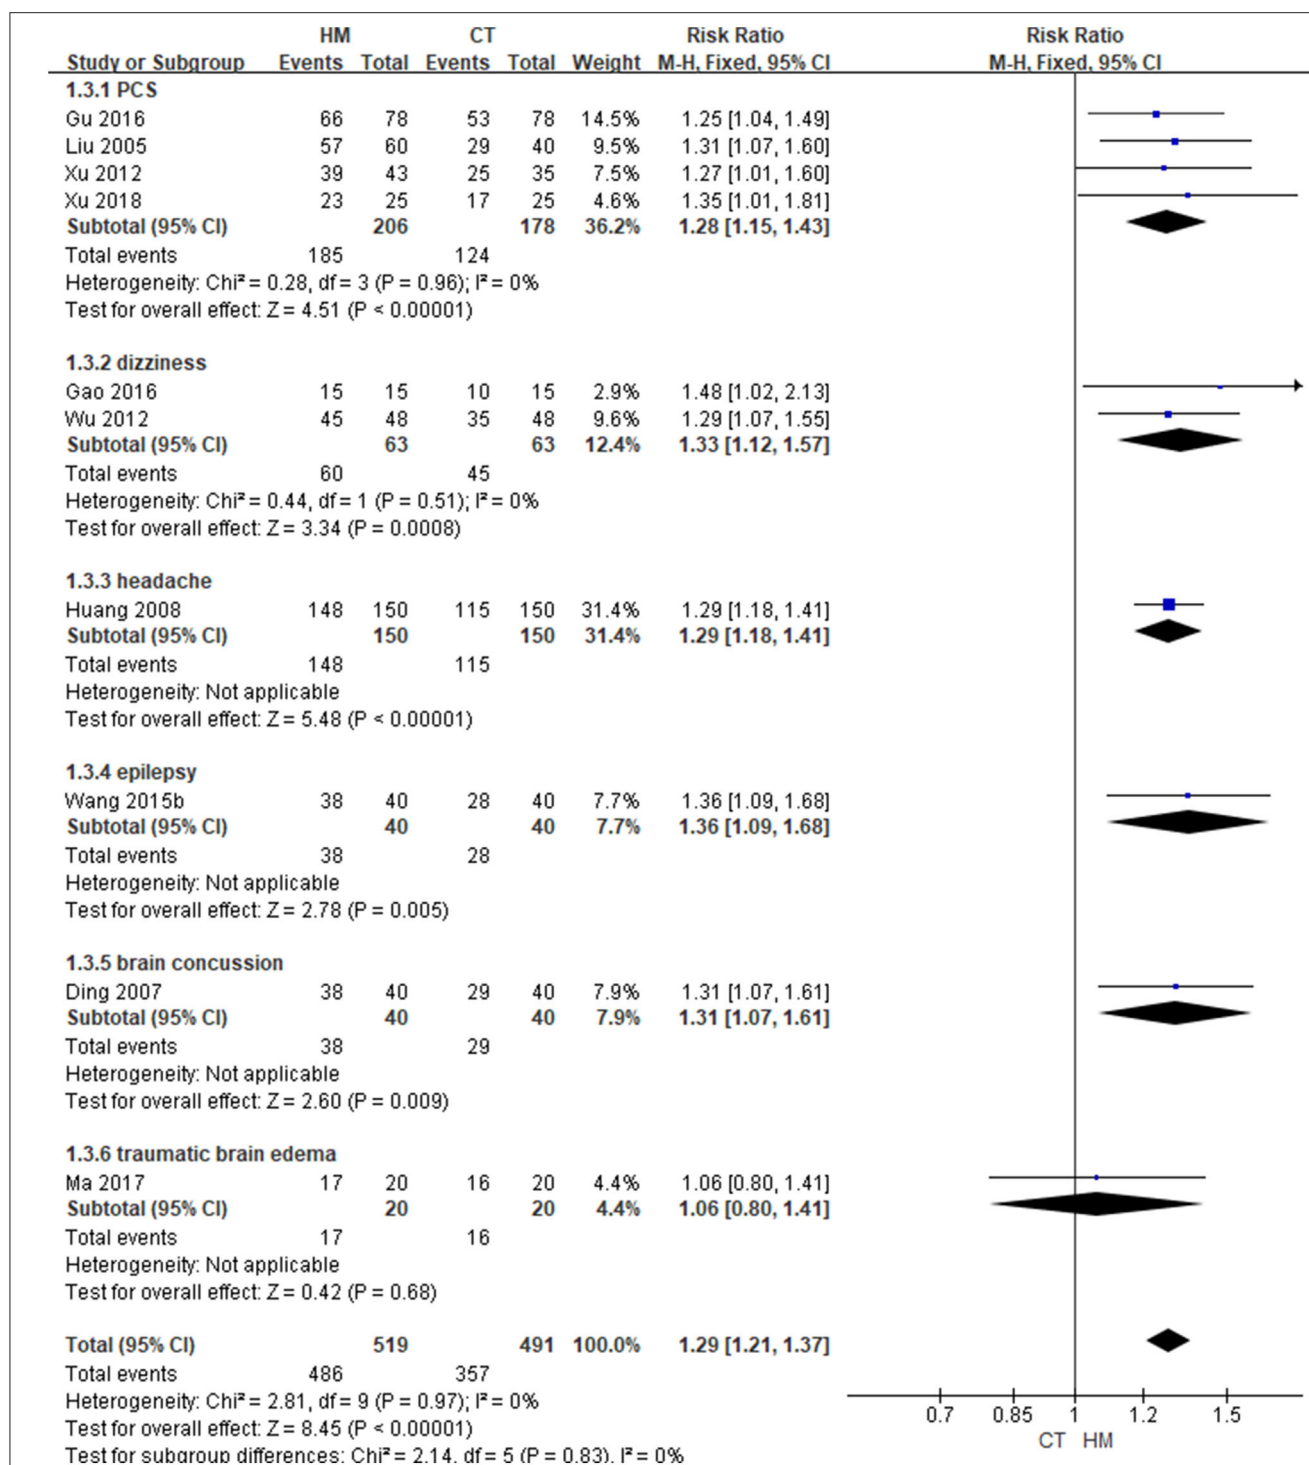 HM CT Risk Ratio Risk Ratio
Study or Subgroup Events Total Events Total Weight M-H, Fixed, 95% CI M-H, Fixed, 95% CI
1.3.1 PCS
Gu 2016 66 78 53 78 14.5% 1.25 [1.04, 1.49]
Liu 2005 57 60 29 40 9.5% 1.31 [1.07, 1.60]
Xu 2012 39 43 25 35 7.5% 1.27 [1.01, 1.60]
Xu 2018 23 25 17 25 4.6% 1.35 [1.01, 1.81]
Subtotal (95% CI) 206 178 36.2% 1.28 [1.15, 1.43]
Total events 185 124
Heterogeneity: Chi² = 0.28, df = 3 (P = 0.96); I² = 0%
Test for overall effect: Z = 4.51 (P < 0.00001)
1.3.2 dizziness
Gao 2016 15 15 10 15 2.9% 1.48 [1.02, 2.13]
Wu 2012 45 48 35 48 9.6% 1.29 [1.07, 1.55]
Subtotal (95% CI) 63 63 12.4% 1.33 [1.12, 1.57]
Total events 60 45
Heterogeneity: Chi² = 0.44, df = 1 (P = 0.51); I² = 0%
Test for overall effect: Z = 3.34 (P = 0.0008)
1.3.3 headache
Huang 2008 148 150 115 150 31.4% 1.29 [1.18, 1.41]
Subtotal (95% CI) 150 150 31.4% 1.29 [1.18, 1.41]
Total events 148 115
Heterogeneity: Not applicable
Test for overall effect: Z = 5.48 (P < 0.00001)
1.3.4 epilepsy
Wang 2015b 38 40 28 40 7.7% 1.36 [1.09, 1.68]
Subtotal (95% CI) 40 40 7.7% 1.36 [1.09, 1.68]
Total events 38 28
Heterogeneity: Not applicable
Test for overall effect: Z = 2.78 (P = 0.005)
1.3.5 brain concussion
Ding 2007 38 40 29 40 7.9% 1.31 [1.07, 1.61]
Subtotal (95% CI) 40 40 7.9% 1.31 [1.07, 1.61]
Total events 38 29
Heterogeneity: Not applicable
Test for overall effect: Z = 2.60 (P = 0.009)
1.3.6 traumatic brain edema
Ma 2017 17 20 16 20 4.4% 1.06 [0.80, 1.41]
Subtotal (95% CI) 20 20 4.4% 1.06 [0.80, 1.41]
Total events 17 16
Heterogeneity: Not applicable
Test for overall effect: Z = 0.42 (P = 0.68)
Total (95% CI) 519 491 100.0% 1.29 [1.21, 1.37]
Total events 486 357
Heterogeneity: Chi² = 2.81, df = 9 (P = 0.97); I² = 0%
Test for overall effect: Z = 8.45 (P < 0.00001)
Test for subgroup differences: Chi² = 2.14, df = 5 (P = 0.83), I² = 0%
0.7 0.85 1 1.2 1.5
CT HM